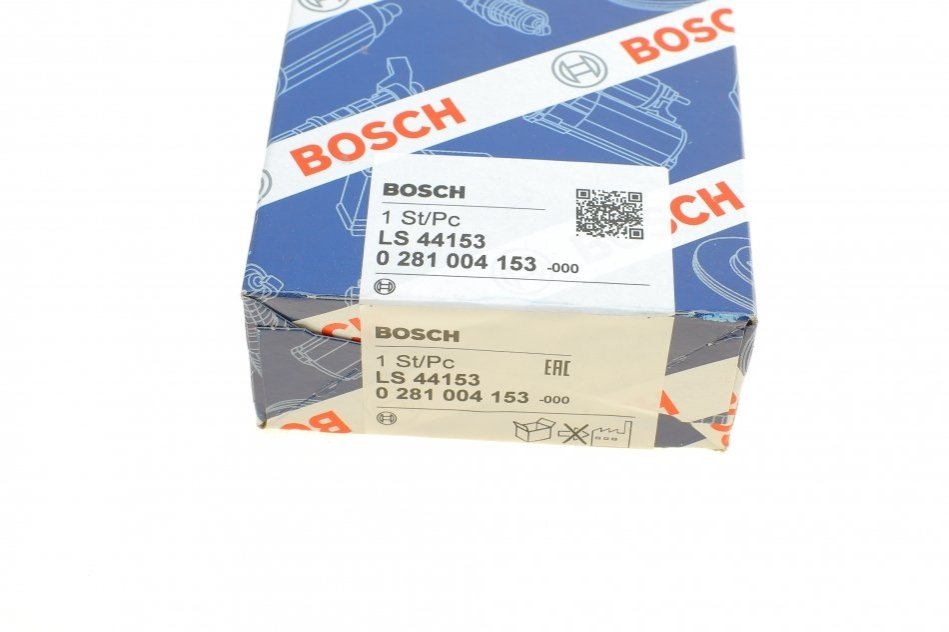 BOSCH
BOSC
BOSCH
BOSCH
1 St/Pc
LS 44153
0 281 004 153 -000
BOSCH
1 St/Pc
EAC
LS 44153
0 281 004 153 -000